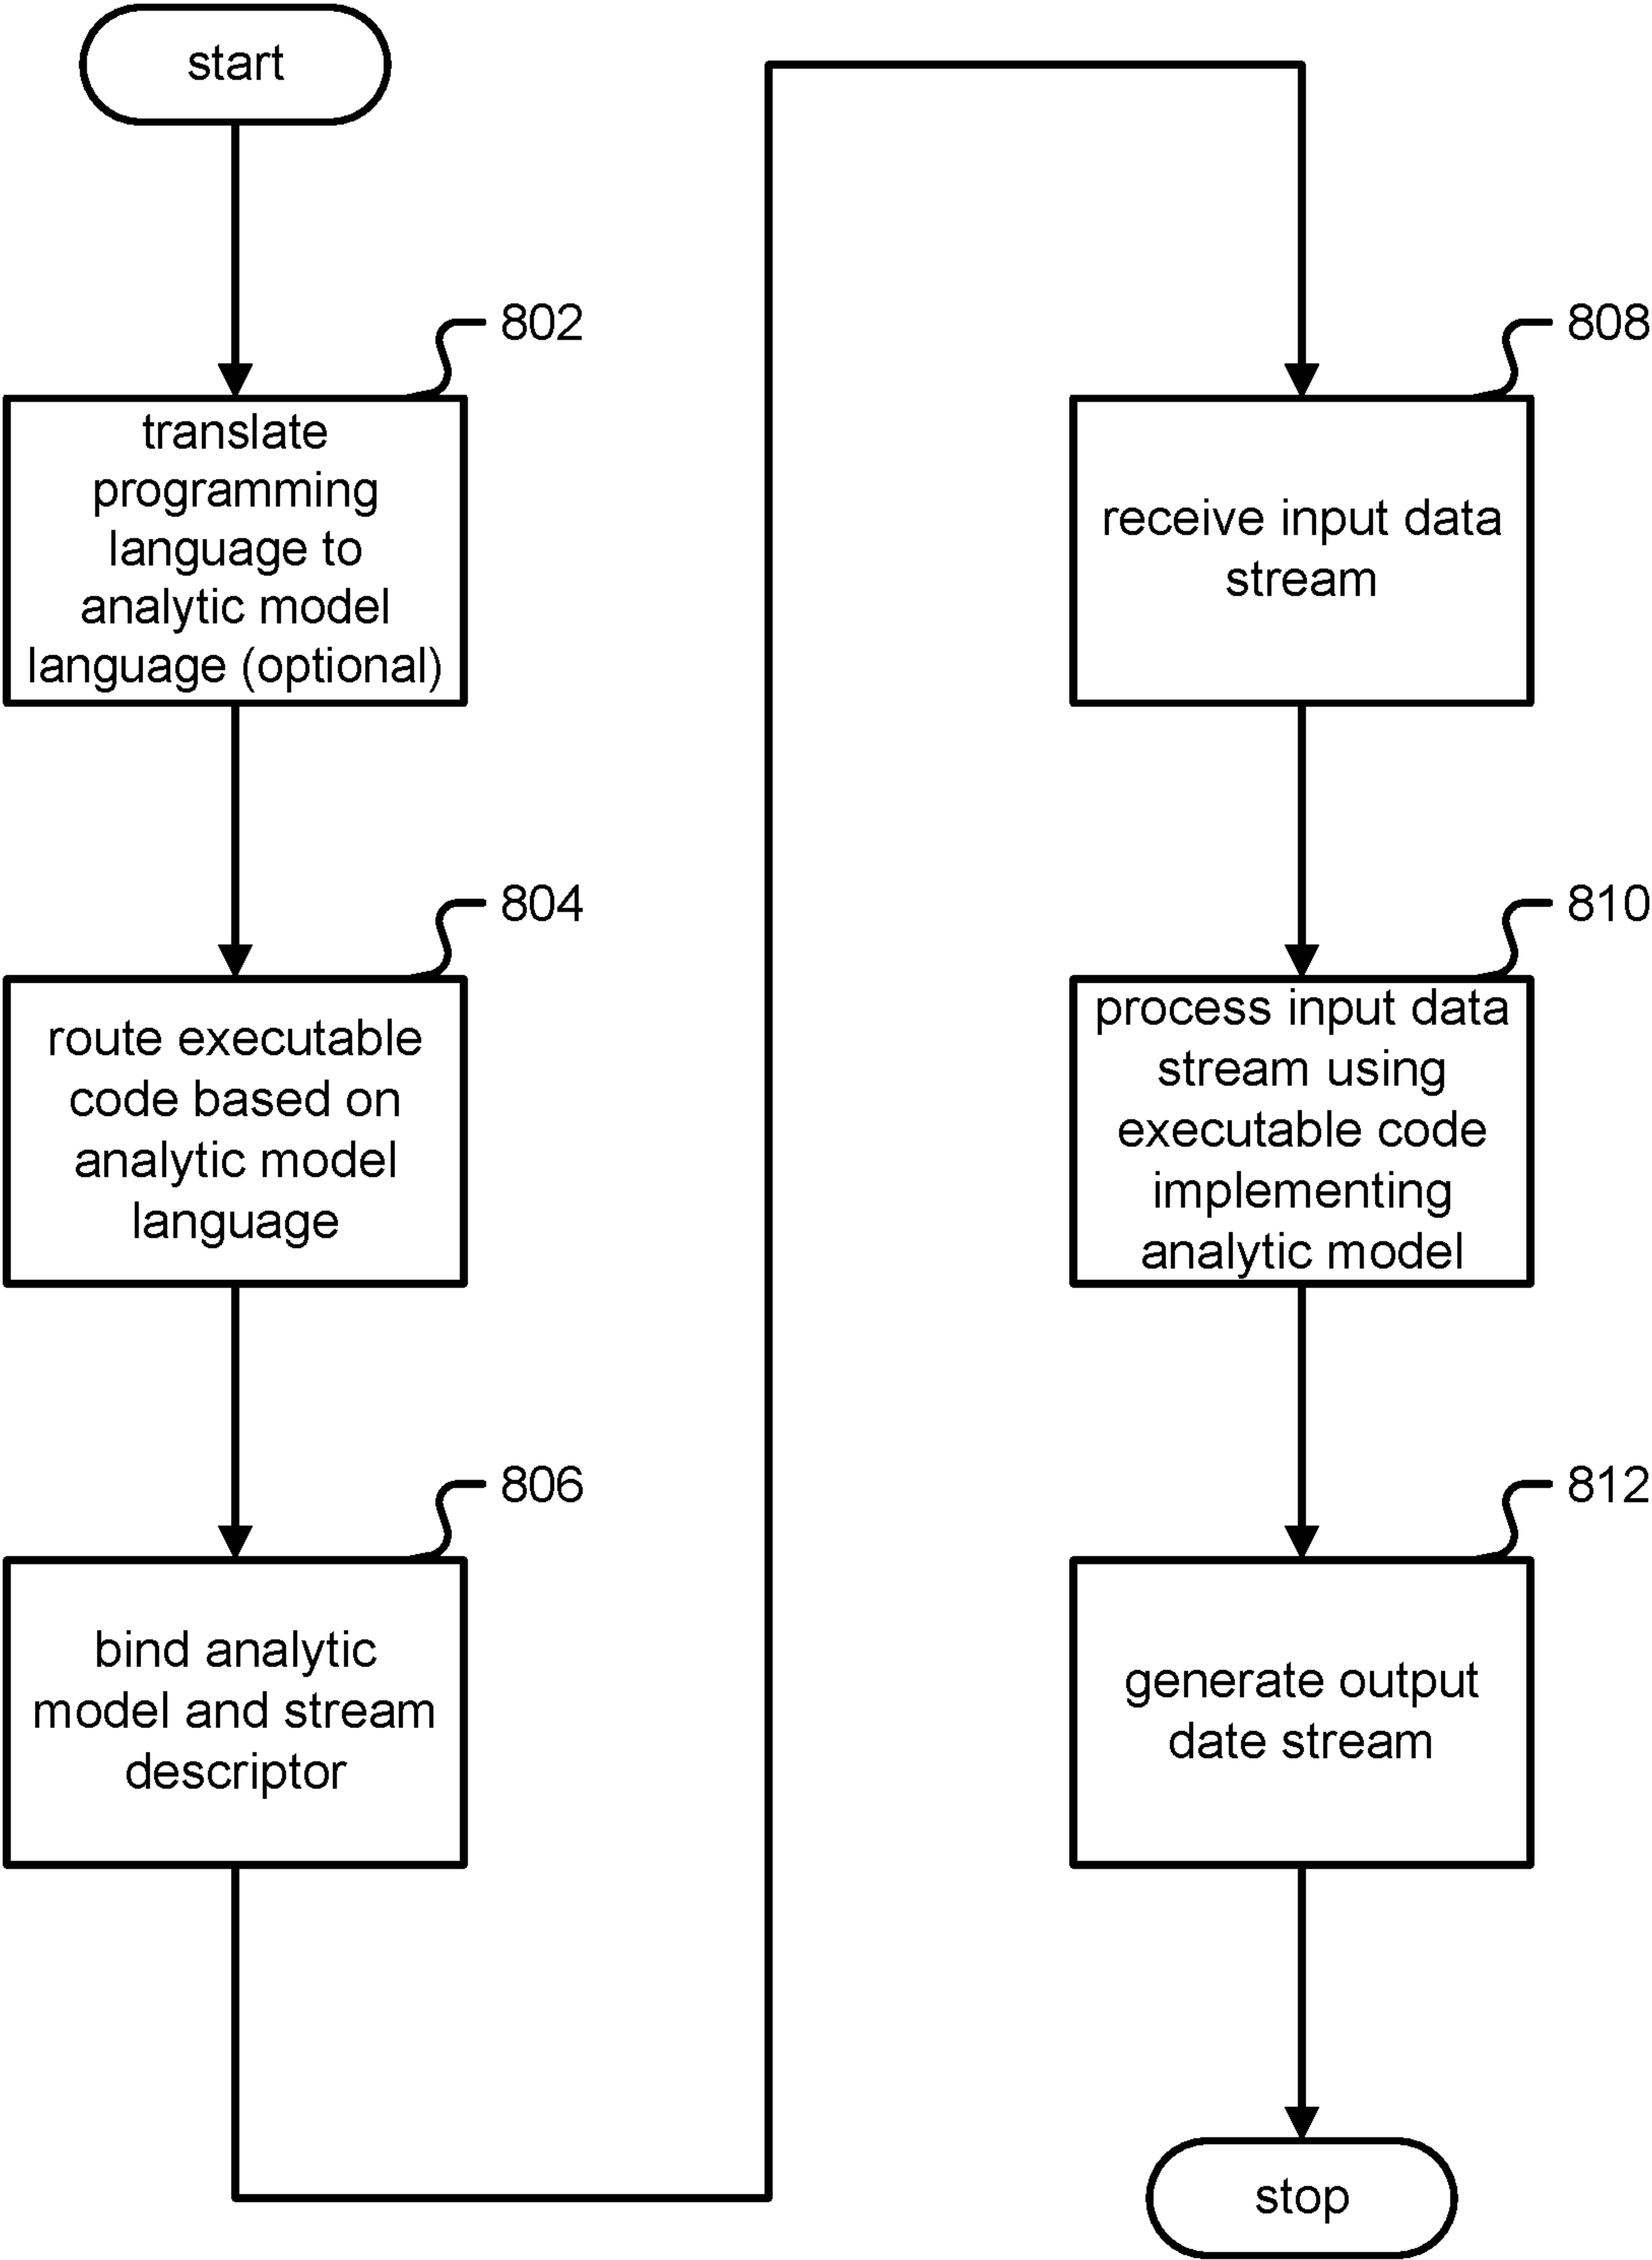 start
802
translate
programming
language to
analytic model
language (optional)
804
route executable
code based on
analytic model
language
806
bind analytic
model and stream
descriptor
808
receive input data
stream
810
process input data
stream using
executable code
implementing
analytic model
812
generate output
date stream
stop